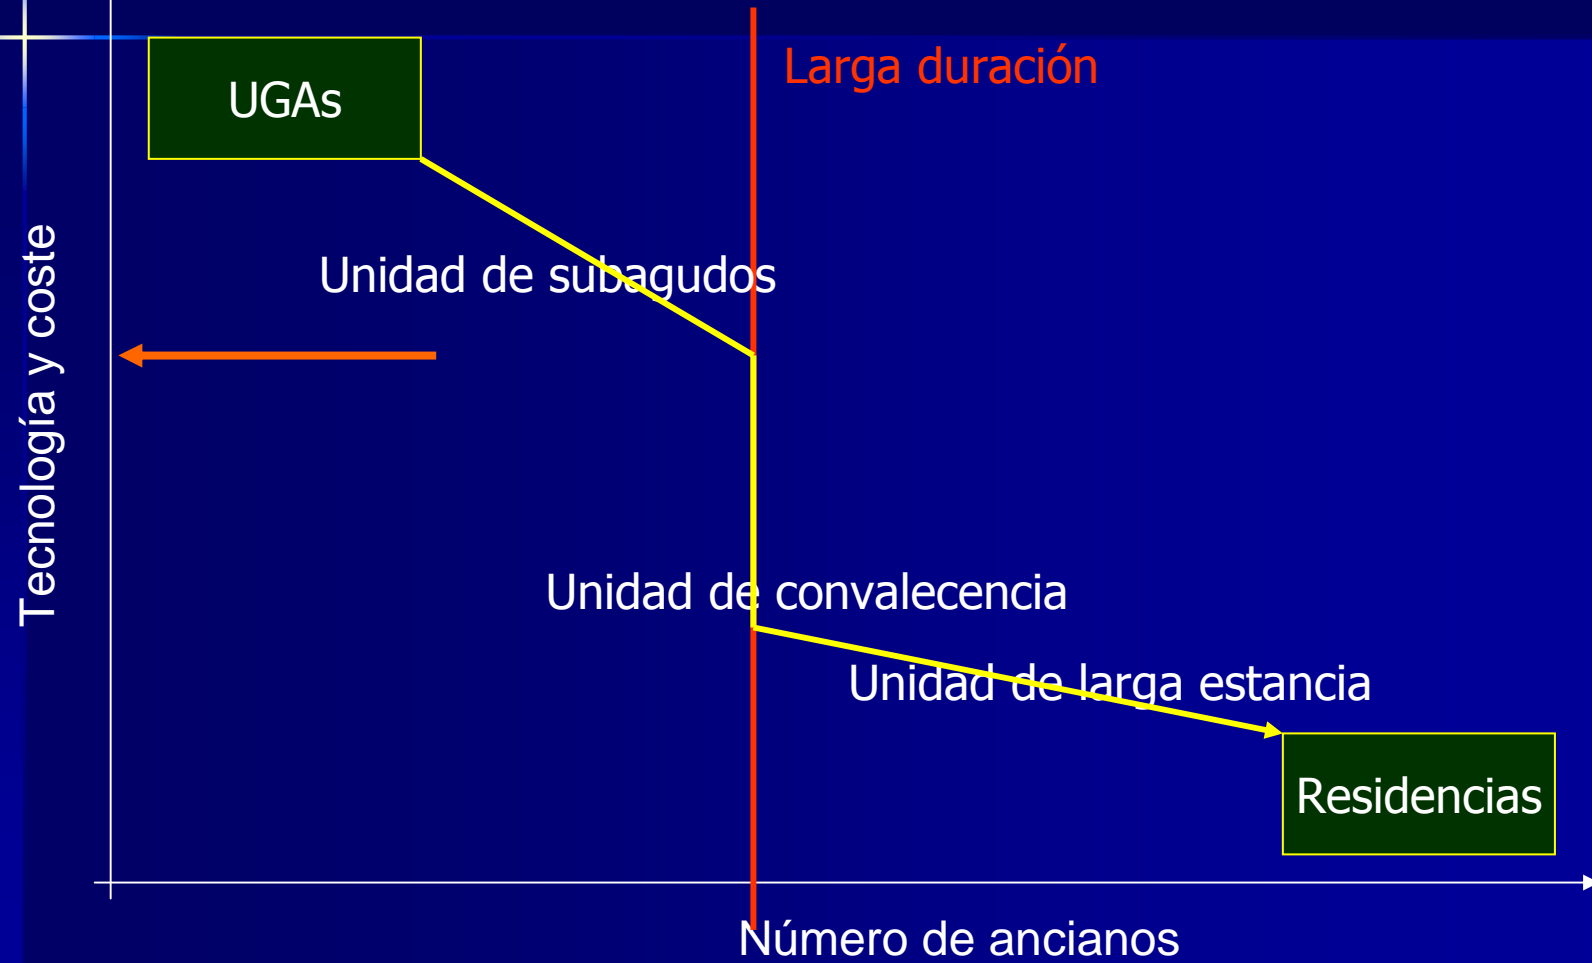 UGAs
Larga duración
Unidad de subagudos
Tecnología y coste
Unidad de convalecencia
Unidad de larga estancia
Residencias
Número de ancianos